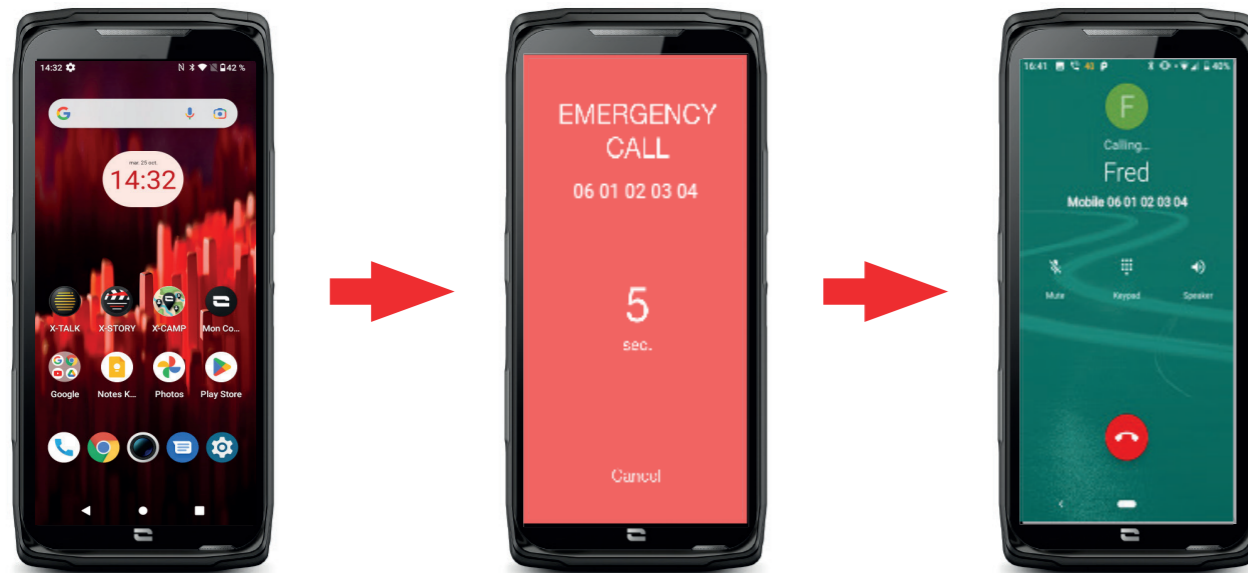 14:32
42 %
mar. 25 oct.
14:32
X-TALK X-STORY X-CAMP Mon Co...
Google Notes K... Photos Play Store
EMERGENCY
CALL
06 01 02 03 04
5
sec.
Cancel
16:41
40%
F
Calling...
Fred
Mobile 06 01 02 03 04
Mute Keypad Speaker